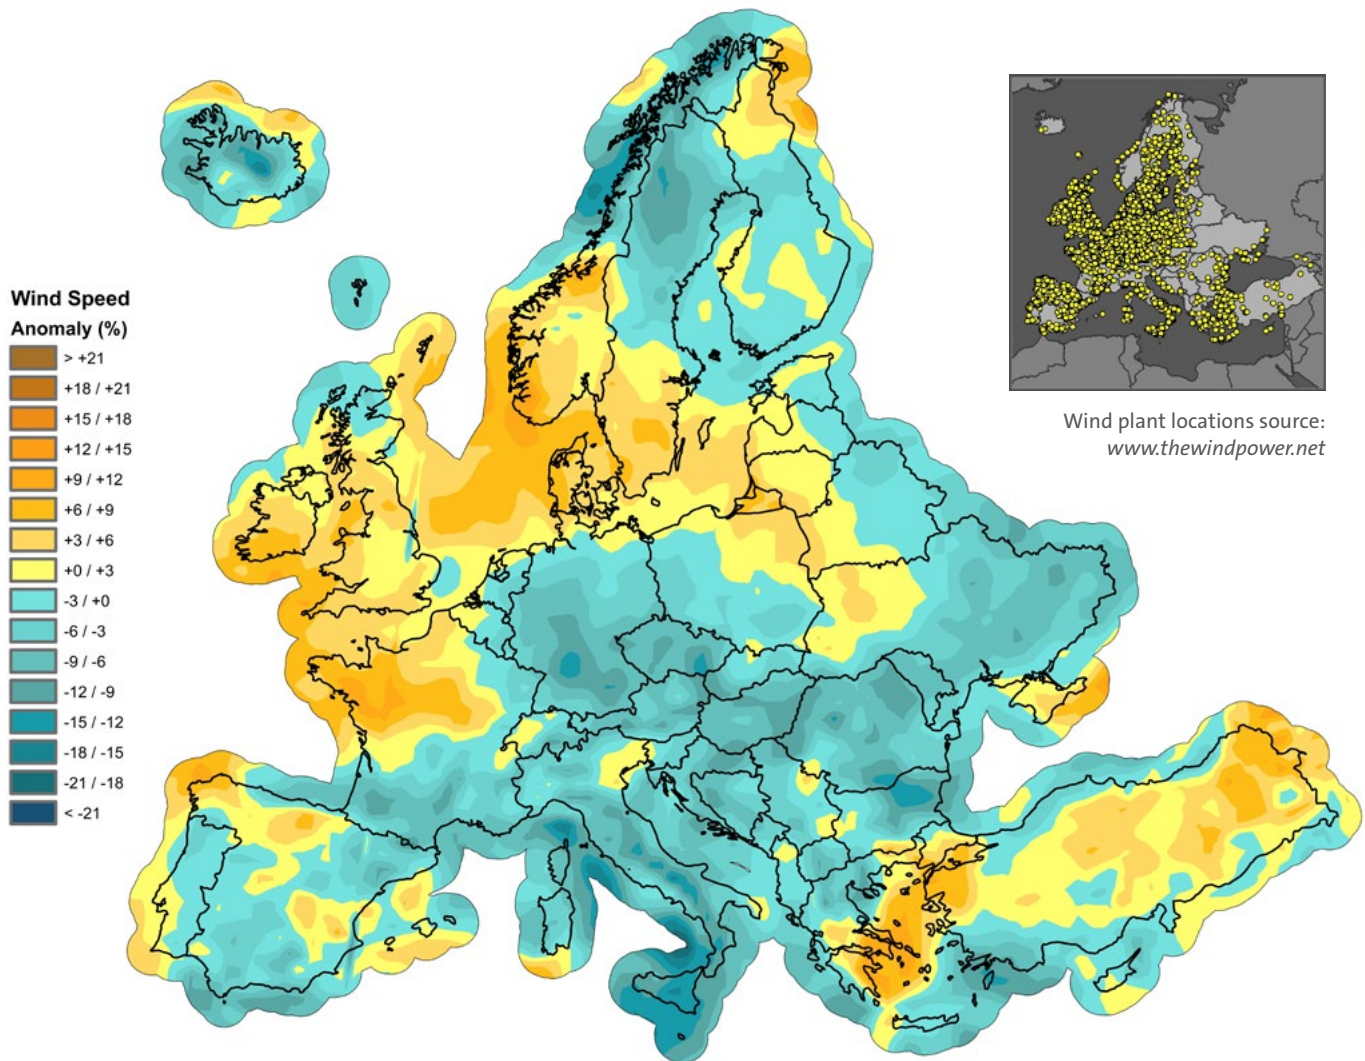 Wind Speed
Anomaly (%)
> +21
+18 / +21
+15 / +18
+12 / +15
+9 / +12
+6 / +9
+3 / +6
+0 / +3
-3 / +0
-6 / -3
-9 / -6
-12 / -9
-15 / -12
-18 / -15
-21 / -18
< -21
Wind plant locations source:
www.thewindpower.net